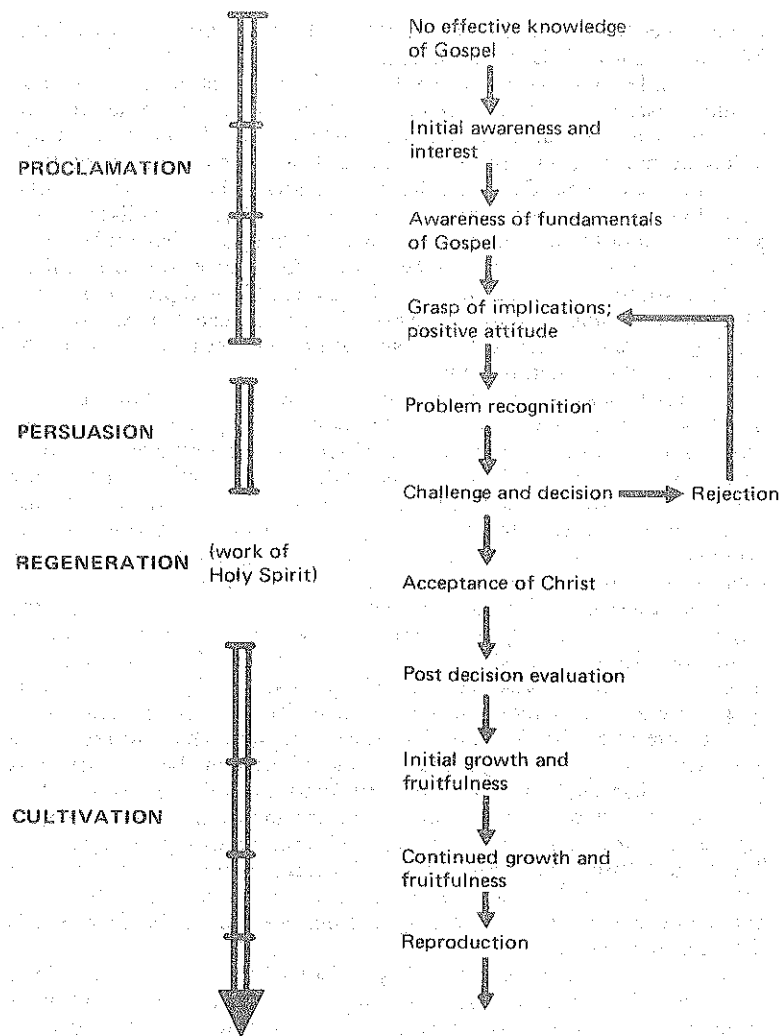 No effective knowledge
of Gospel
Initial awareness and
interest
PROCLAMATION
Awareness of fundamentals
of Gospel
Grasp of implications;
positive attitude
Problem recognition
PERSUASION
Challenge and decision
Rejection
REGENERATION
(work of
Holy Spirit)
Acceptance of Christ
Post decision evaluation
Initial growth and
fruitfulness
CULTIVATION
Continued growth and
fruitfulness
Reproduction